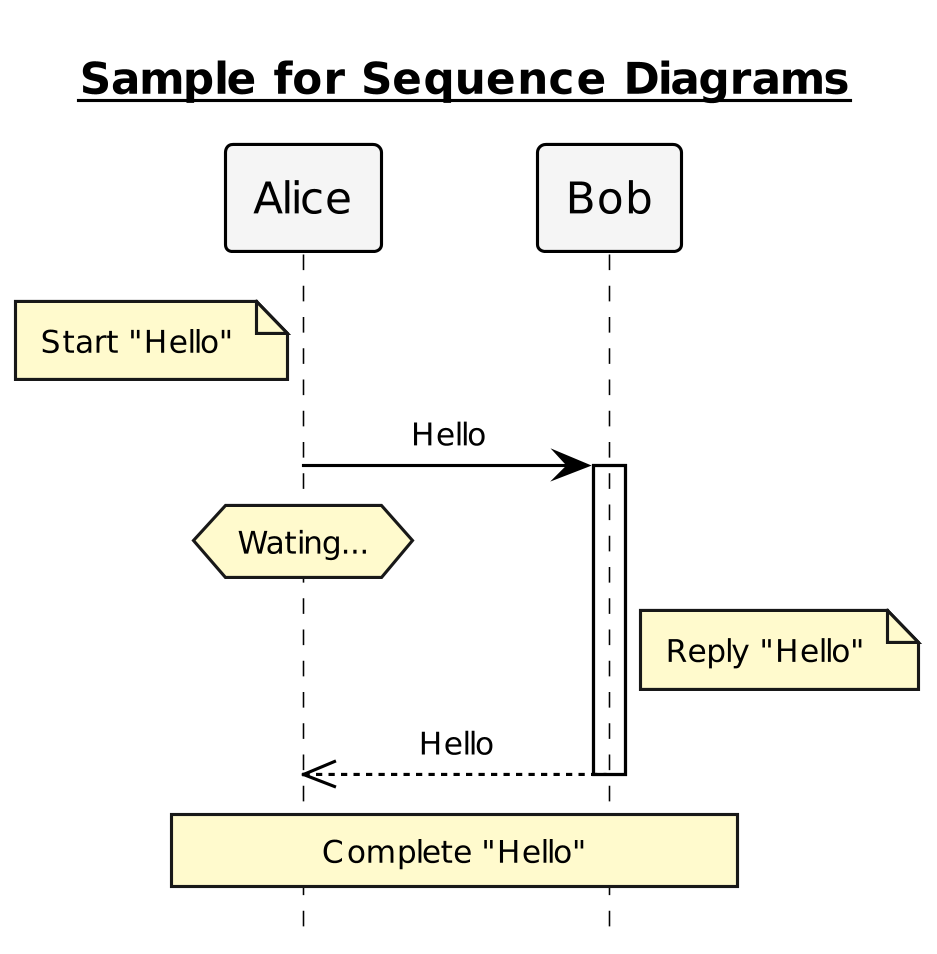 Sample for Sequence Diagrams
Alice
Bob
Start "Hello"
Hello
Wating...
Reply "Hello"
Hello
Complete "Hello"